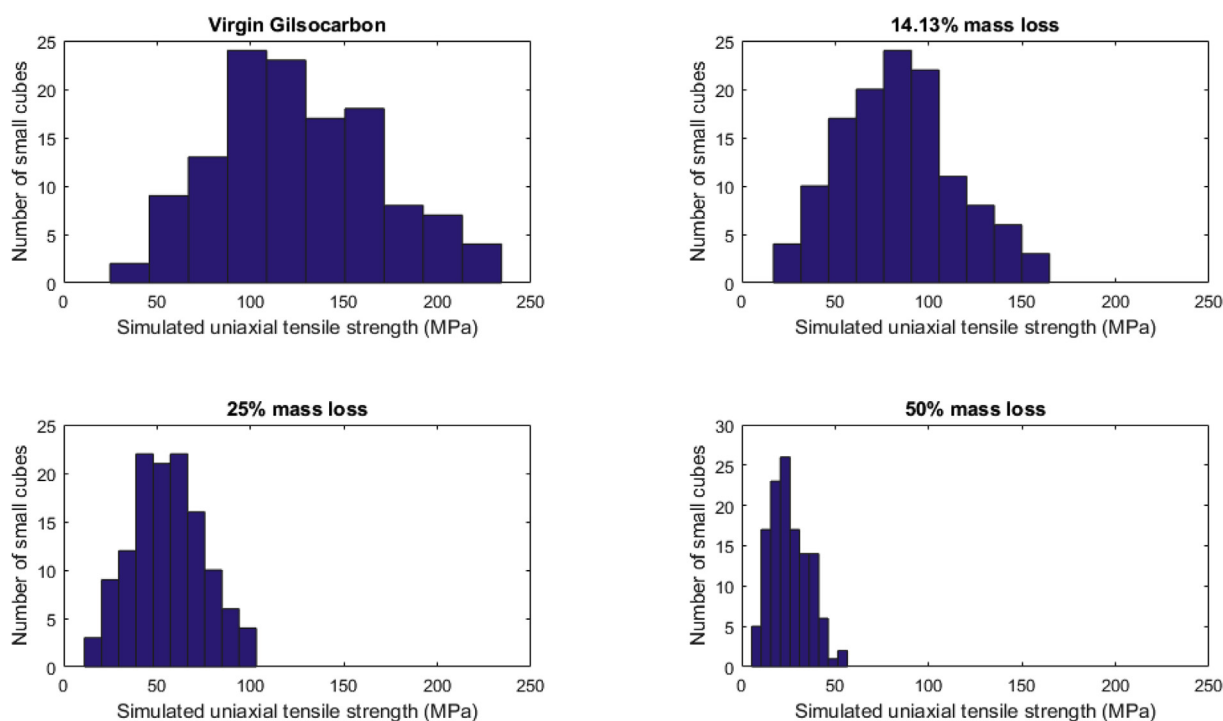 Virgin Gilsocarbon
25
20
15
10
5
0
Number of small cubes
0 50 100 150 200 250
Simulated uniaxial tensile strength (MPa)
14.13% mass loss
25
20
15
10
5
0
Number of small cubes
0 50 100 150 200 250
Simulated uniaxial tensile strength (MPa)
25% mass loss
25
20
15
10
5
0
Number of small cubes
0 50 100 150 200 250
Simulated uniaxial tensile strength (MPa)
50% mass loss
30
25
20
15
10
5
0
Number of small cubes
0 50 100 150 200 250
Simulated uniaxial tensile strength (MPa)